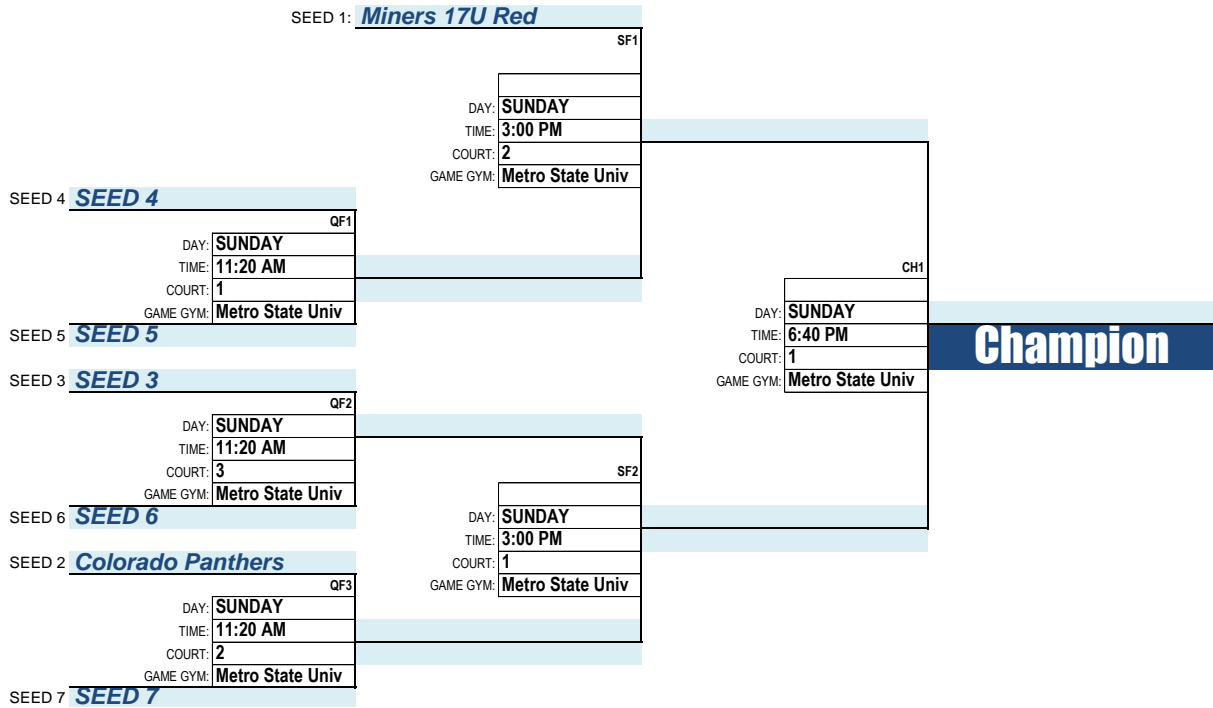 SEED 1: Miners 17U Red
SF1
DAY: SUNDAY
TIME: 3:00 PM
COURT: 2
GAME GYM: Metro State Univ
SEED 4 SEED 4
QF1
DAY: SUNDAY
TIME: 11:20 AM
COURT: 1
GAME GYM: Metro State Univ
SEED 5 SEED 5
CH1
DAY: SUNDAY
TIME: 6:40 PM
COURT: 1
GAME GYM: Metro State Univ
Champion
SEED 3 SEED 3
QF2
DAY: SUNDAY
TIME: 11:20 AM
COURT: 3
GAME GYM: Metro State Univ
SEED 6 SEED 6
SF2
DAY: SUNDAY
TIME: 3:00 PM
COURT: 1
GAME GYM: Metro State Univ
SEED 2 Colorado Panthers
QF3
DAY: SUNDAY
TIME: 11:20 AM
COURT: 2
GAME GYM: Metro State Univ
SEED 7 SEED 7